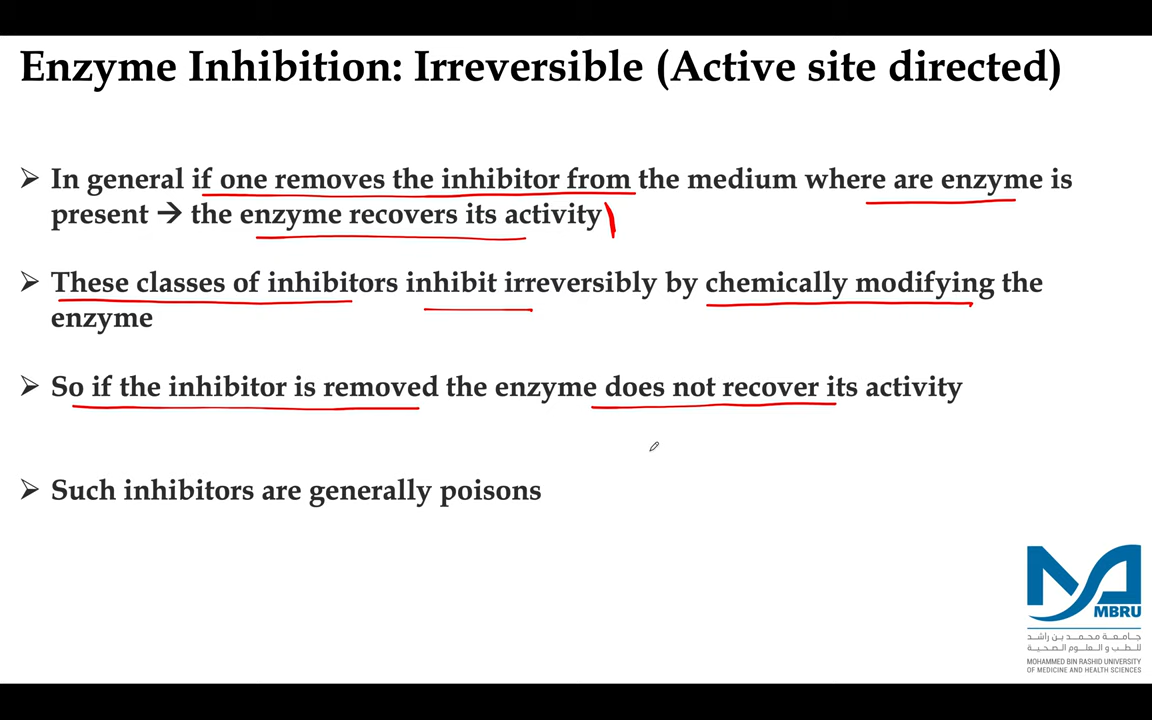 Enzyme Inhibition: Irreversible (Active site directed)
➢ In general if one removes the inhibitor from the medium where are enzyme is
present → the enzyme recovers its activity
➢ These classes of inhibitors inhibit irreversibly by chemically modifying the
enzyme
➢ So if the inhibitor is removed the enzyme does not recover its activity
➢ Such inhibitors are generally poisons
MBRU
جامعة محمد بن راشد
للطب و العلوم الصحية
MOHAMMED BIN RASHID UNIVERSITY
OF MEDICINE AND HEALTH SCIENCES